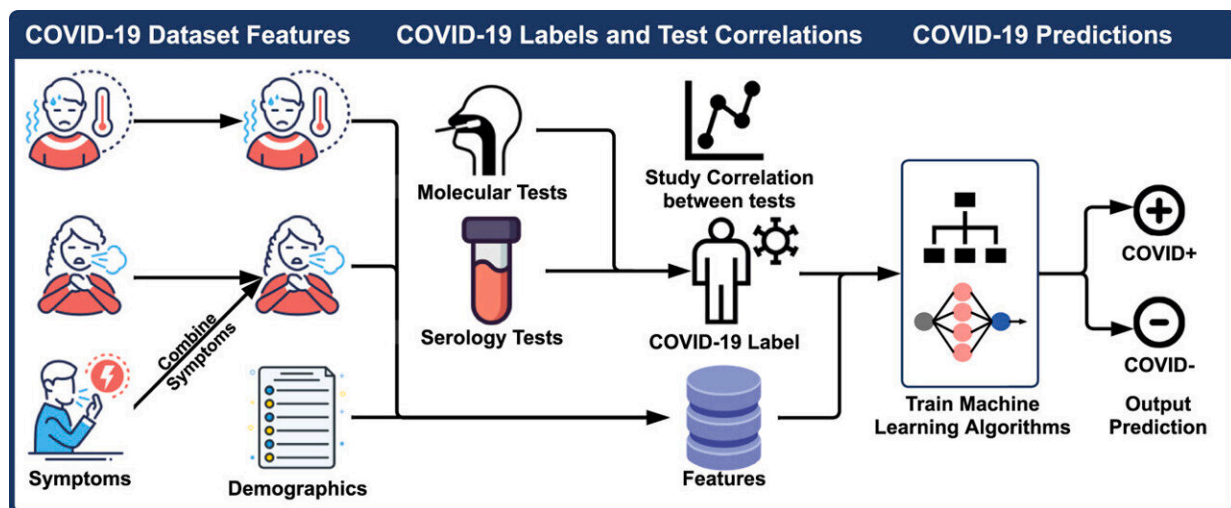 COVID-19 Dataset Features
COVID-19 Labels and Test Correlations
COVID-19 Predictions
Combine
Symptoms
Symptoms
Demographics
Molecular Tests
Serology Tests
Study Correlation
between tests
COVID-19 Label
Features
Train Machine
Learning Algorithms
COVID+
COVID-
Output
Prediction